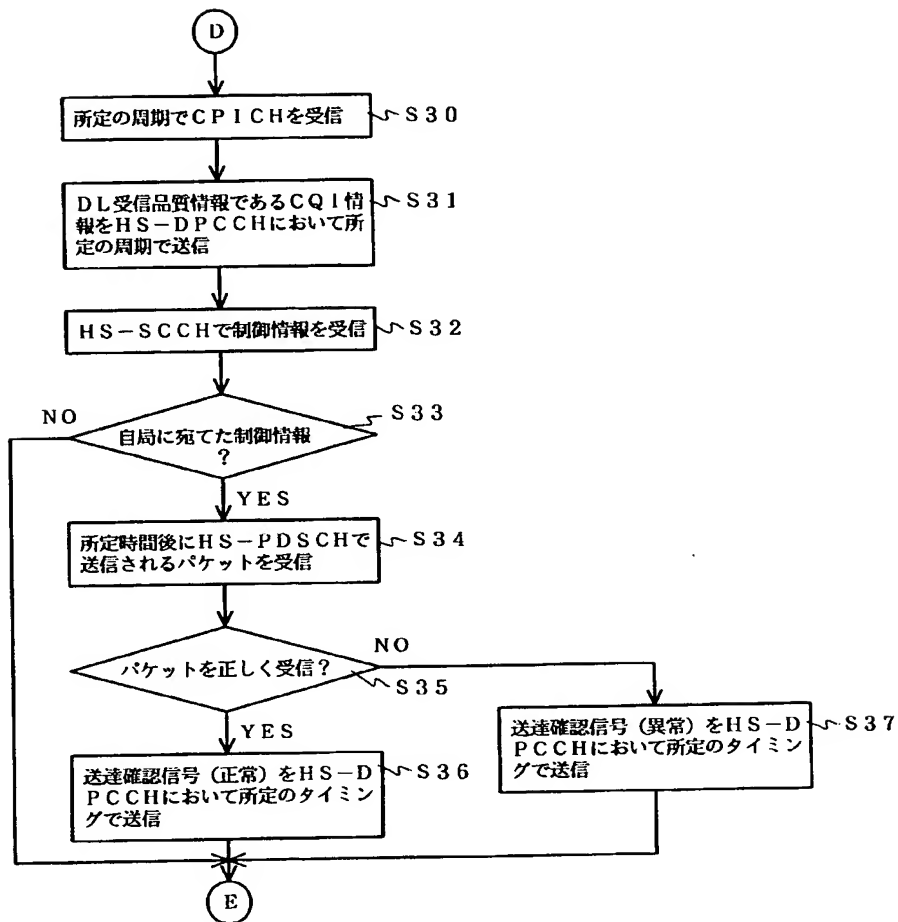 D
所定の周期でCPICHを受信
S30
DL受信品質情報であるCQI情
報をHS-DPCCHにおいて所
定の周期で送信
S31
HS-SCCHで制御情報を受信
S32
NO
S33
自局に宛てた制御情報
?
YES
所定時間後にHS-PDSCHで
送信されるパケットを受信
S34
NO
パケットを正しく受信?
S35
YES
送達確認信号(正常)をHS-D
PCCHにおいて所定のタイミン
グで送信
S36
送達確認信号(異常)をHS-D
PCCHにおいて所定のタイミン
グで送信
S37
E